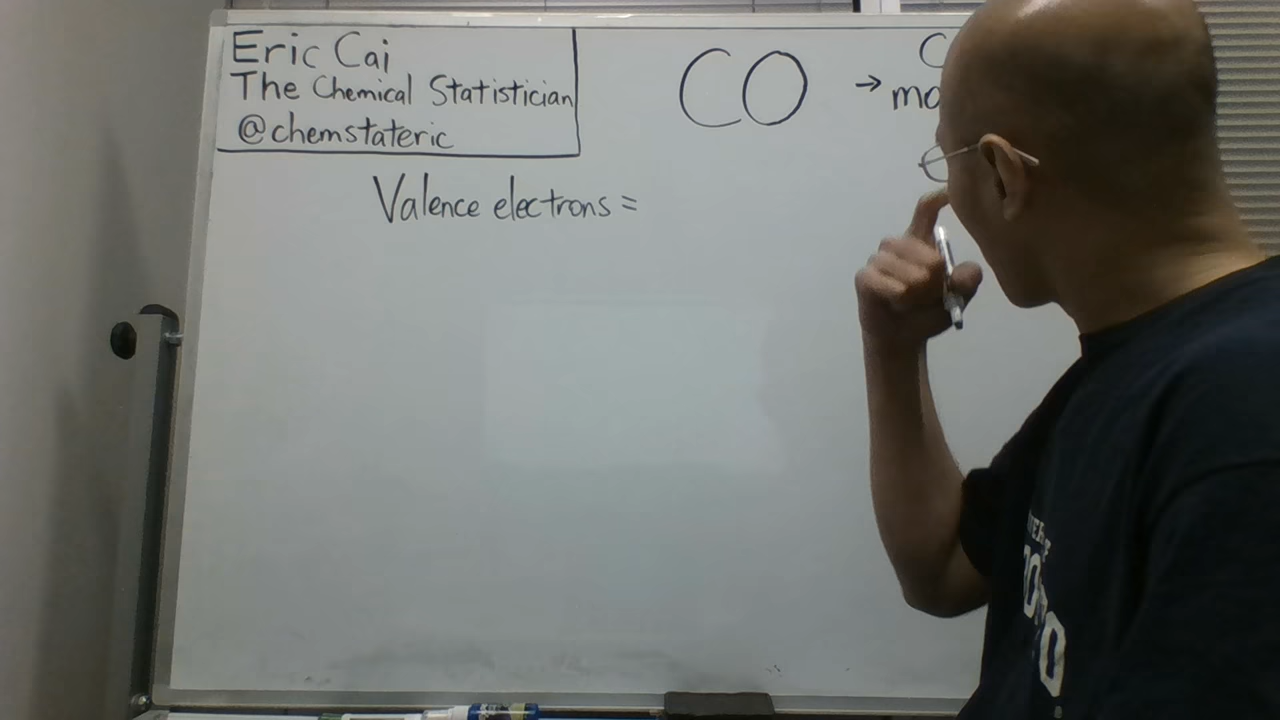 Eric Cai
The Chemical Statistician
@chemstateric
CO →
Valence electrons =